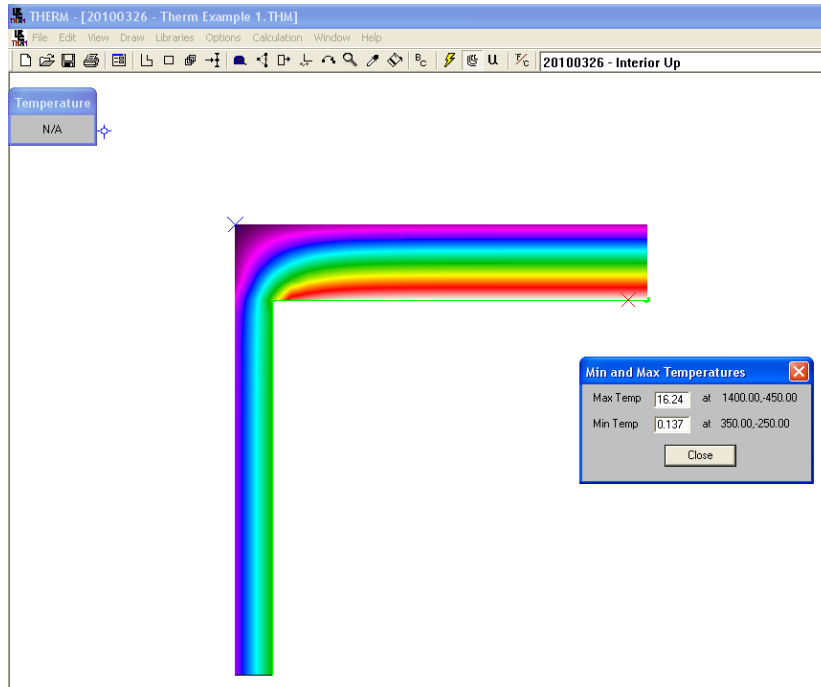 THERM - [20100326 - Therm Example 1.THM]
File Edit View Draw Libraries Options Calculation Window Help
BC U F/C 20100326 - Interior Up
Temperature
N/A
Min and Max Temperatures
Max Temp 16.24 at 1400.00,-450.00
Min Temp 0.137 at 350.00,-250.00
Close